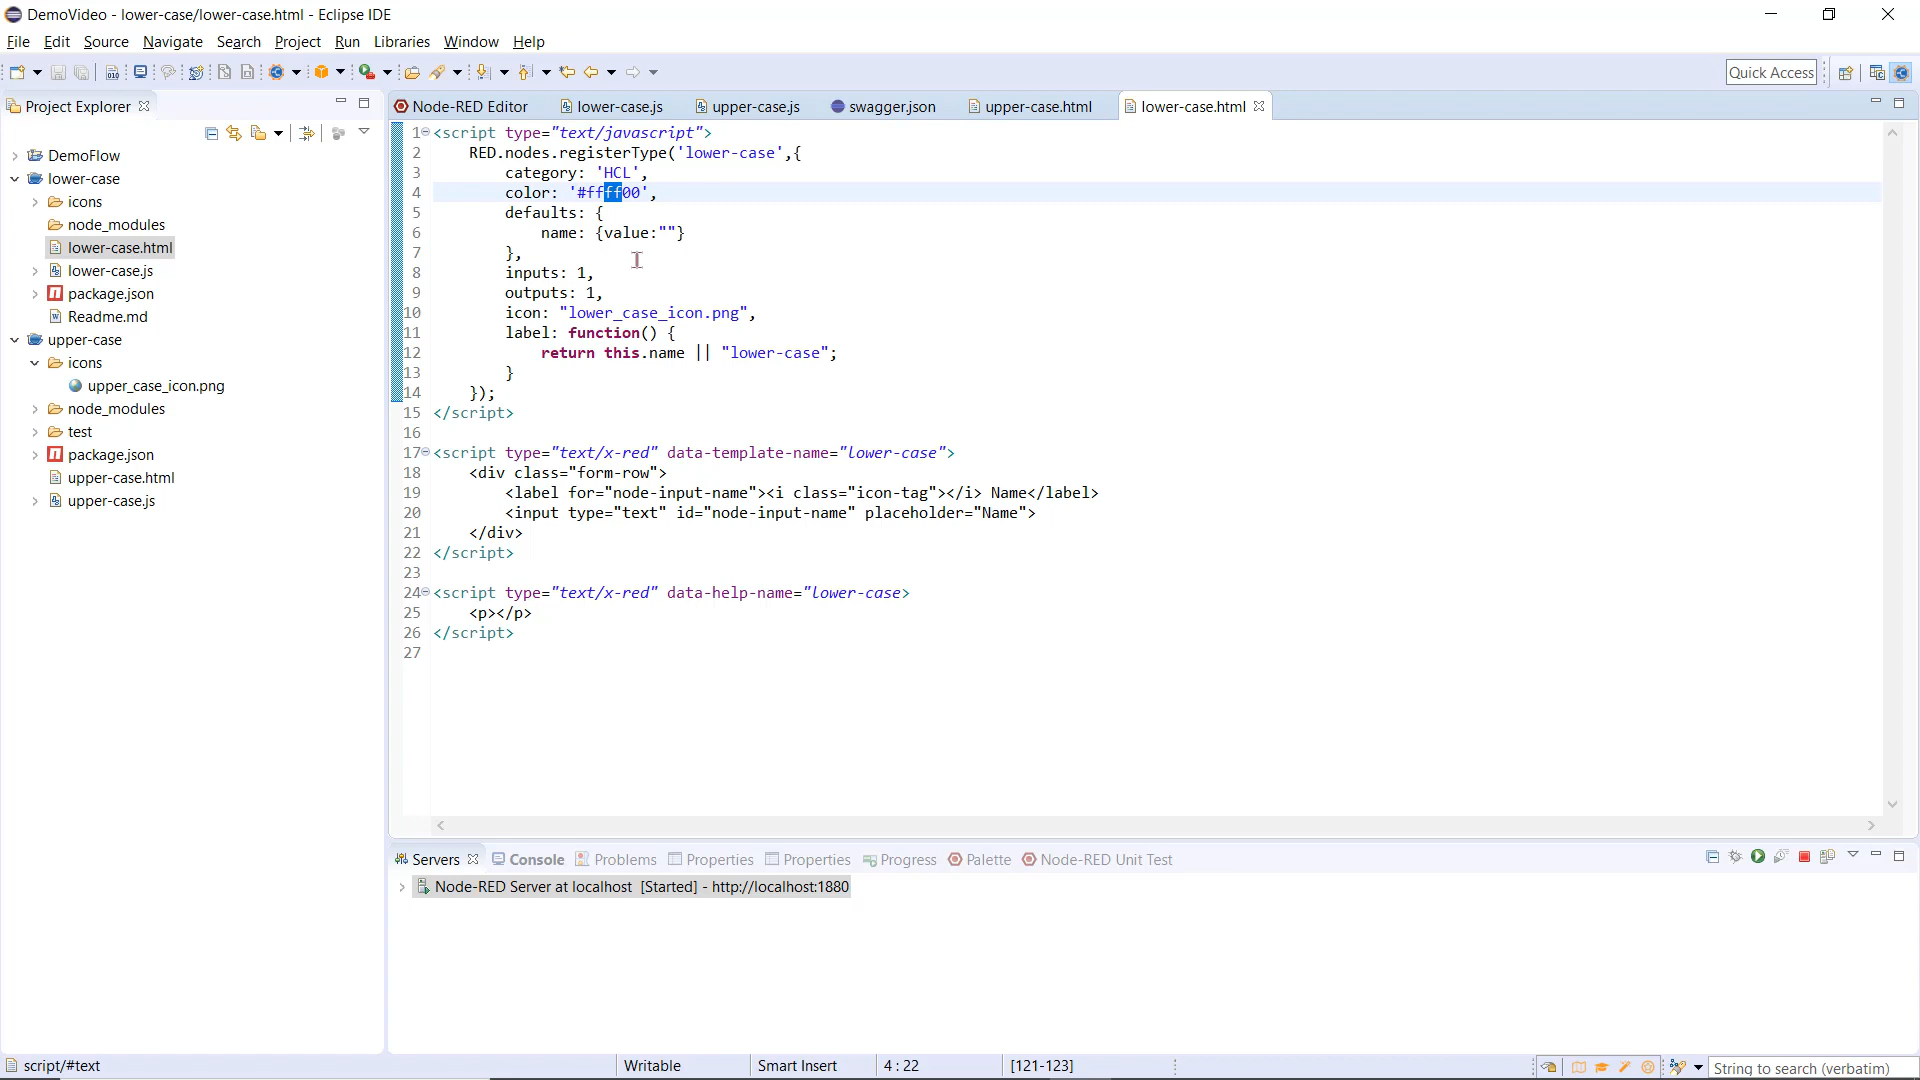 DemoVideo - lower-case/lower-case.html - Eclipse IDE
File Edit Source Navigate Search Project Run Libraries Window Help
Quick Access
Project Explorer
Node-RED Editor lower-case.js upper-case.js swagger.json upper-case.html lower-case.html
DemoFlow
lower-case
icons
node_modules
lower-case.html
lower-case.js
package.json
Readme.md
upper-case
icons
upper_case_icon.png
node_modules
test
package.json
upper-case.html
upper-case.js
1 <script type="text/javascript">
2 RED.nodes.registerType('lower-case',{
3 category: 'HCL',
4 color: '#ffff00',
5 defaults: {
6 name: {value:""}
7 },
8 inputs: 1,
9 outputs: 1,
10 icon: "lower_case_icon.png",
11 label: function() {
12 return this.name || "lower-case";
13 }
14 });
15 </script>
16
17 <script type="text/x-red" data-template-name="lower-case">
18 <div class="form-row">
19 <label for="node-input-name"><i class="icon-tag"></i> Name</label>
20 <input type="text" id="node-input-name" placeholder="Name">
21 </div>
22 </script>
23
24 <script type="text/x-red" data-help-name="lower-case>
25 <p></p>
26 </script>
27
Servers Console Problems Properties Properties Progress Palette Node-RED Unit Test
Node-RED Server at localhost [Started] - http://localhost:1880
script/#text Writable Smart Insert 4 : 22 [121-123] String to search (verbatim)